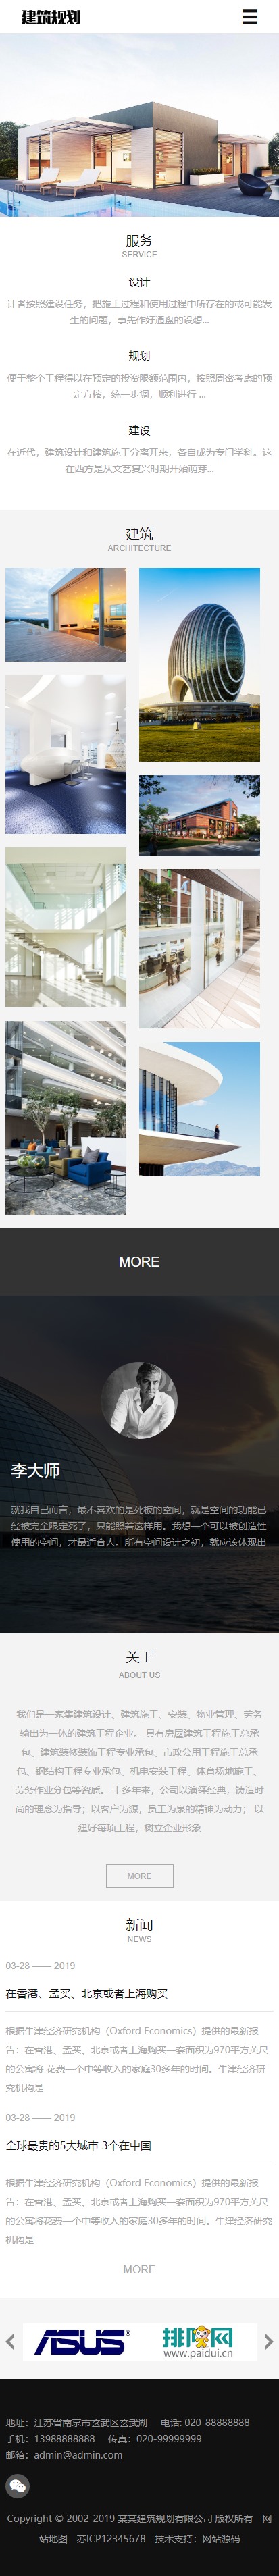 建筑规划
服务
SERVICE
设计
计者按照建设任务，把施工过程和使用过程中所存在的或可能发
生的问题，事先作好通盘的设想...
规划
便于整个工程得以在预定的投资限额范围内，按照周密考虑的预
定方桉，统一步调，顺利进行 ...
建设
在近代，建筑设计和建筑施工分离开来，各自成为专门学科。这
在西方是从文艺复兴时期开始萌芽...
建筑
ARCHITECTURE
MORE
李大师
就我自己而言，最不喜欢的是死板的空间，就是空间的功能已
经被完全限定死了，只能照着这样用。我想一个可以被创造性
使用的空间，才最适合人。所有空间设计之初，就应该体现出
关于
ABOUT US
我们是一家集建筑设计、建筑施工、安装、物业管理、劳务
输出为一体的建筑工程企业。 具有房屋建筑工程施工总承
包、建筑装修装饰工程专业承包、市政公用工程施工总承
包、钢结构工程专业承包、机电安装工程、体育场地施工、
劳务作业分包等资质。 十多年来，公司以演绎经典，铸造时
尚的理念为指导；以客户为源，员工为泉的精神为动力； 以
建好每项工程，树立企业形象
MORE
新闻
NEWS
03-28 —— 2019
在香港、孟买、北京或者上海购买
根据牛津经济研究机构（Oxford Economics）提供的最新报
告：在香港、孟买、北京或者上海购买一套面积为970平方英尺
的公寓将 花费一个中等收入的家庭30多年的时间。牛津经济研
究机构是
03-28 —— 2019
全球最贵的5大城市 3个在中国
根据牛津经济研究机构（Oxford Economics）提供的最新报
告：在香港、孟买、北京或者上海购买一套面积为970平方英尺
的公寓将花费一个中等收入的家庭30多年的时间。牛津经济研究
机构是
MORE
ASUS 排队网
www.paidui.cn
地址：江苏省南京市玄武区玄武湖 电话: 020-88888888
手机：13988888888 传真：020-99999999
邮箱：admin@admin.com
Copyright © 2002-2019 某某建筑规划有限公司 版权所有 网
站地图 苏ICP12345678 技术支持：网站源码